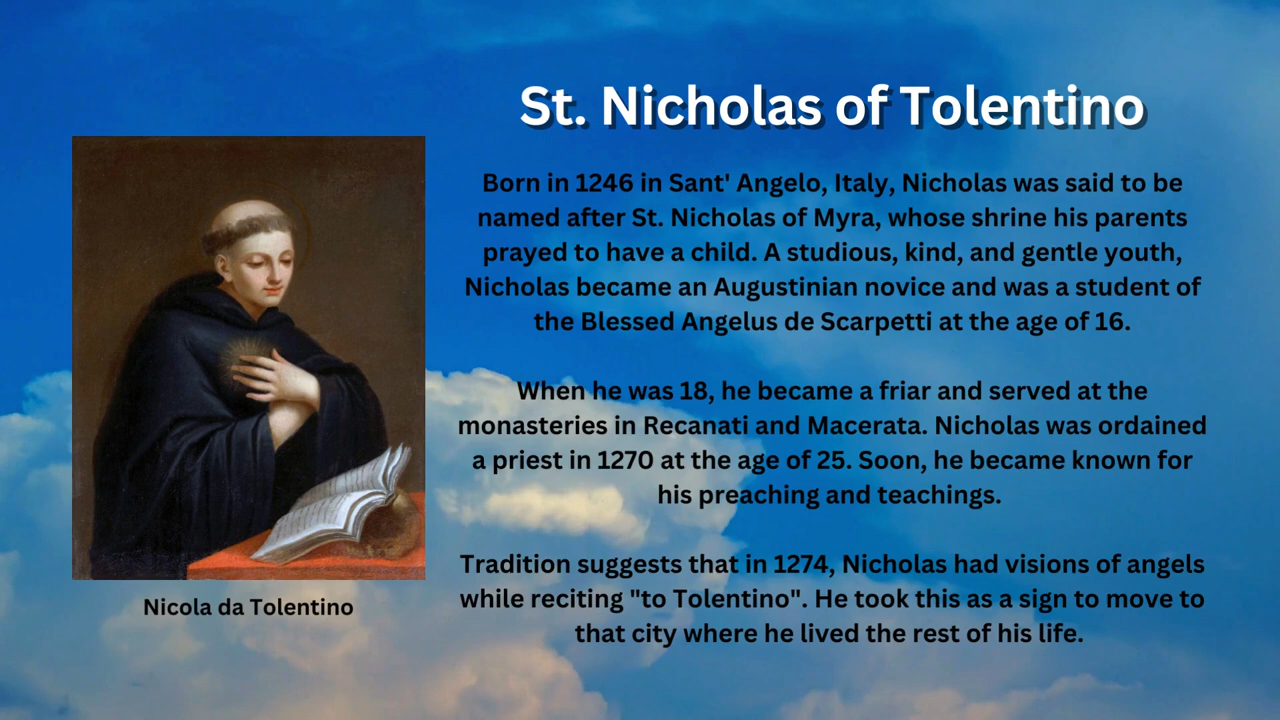 St. Nicholas of Tolentino
Born in 1246 in Sant' Angelo, Italy, Nicholas was said to be
named after St. Nicholas of Myra, whose shrine his parents
prayed to have a child. A studious, kind, and gentle youth,
Nicholas became an Augustinian novice and was a student of
the Blessed Angelus de Scarpetti at the age of 16.
When he was 18, he became a friar and served at the
monasteries in Recanati and Macerata. Nicholas was ordained
a priest in 1270 at the age of 25. Soon, he became known for
his preaching and teachings.
Tradition suggests that in 1274, Nicholas had visions of angels
while reciting "to Tolentino". He took this as a sign to move to
that city where he lived the rest of his life.
Nicola da Tolentino